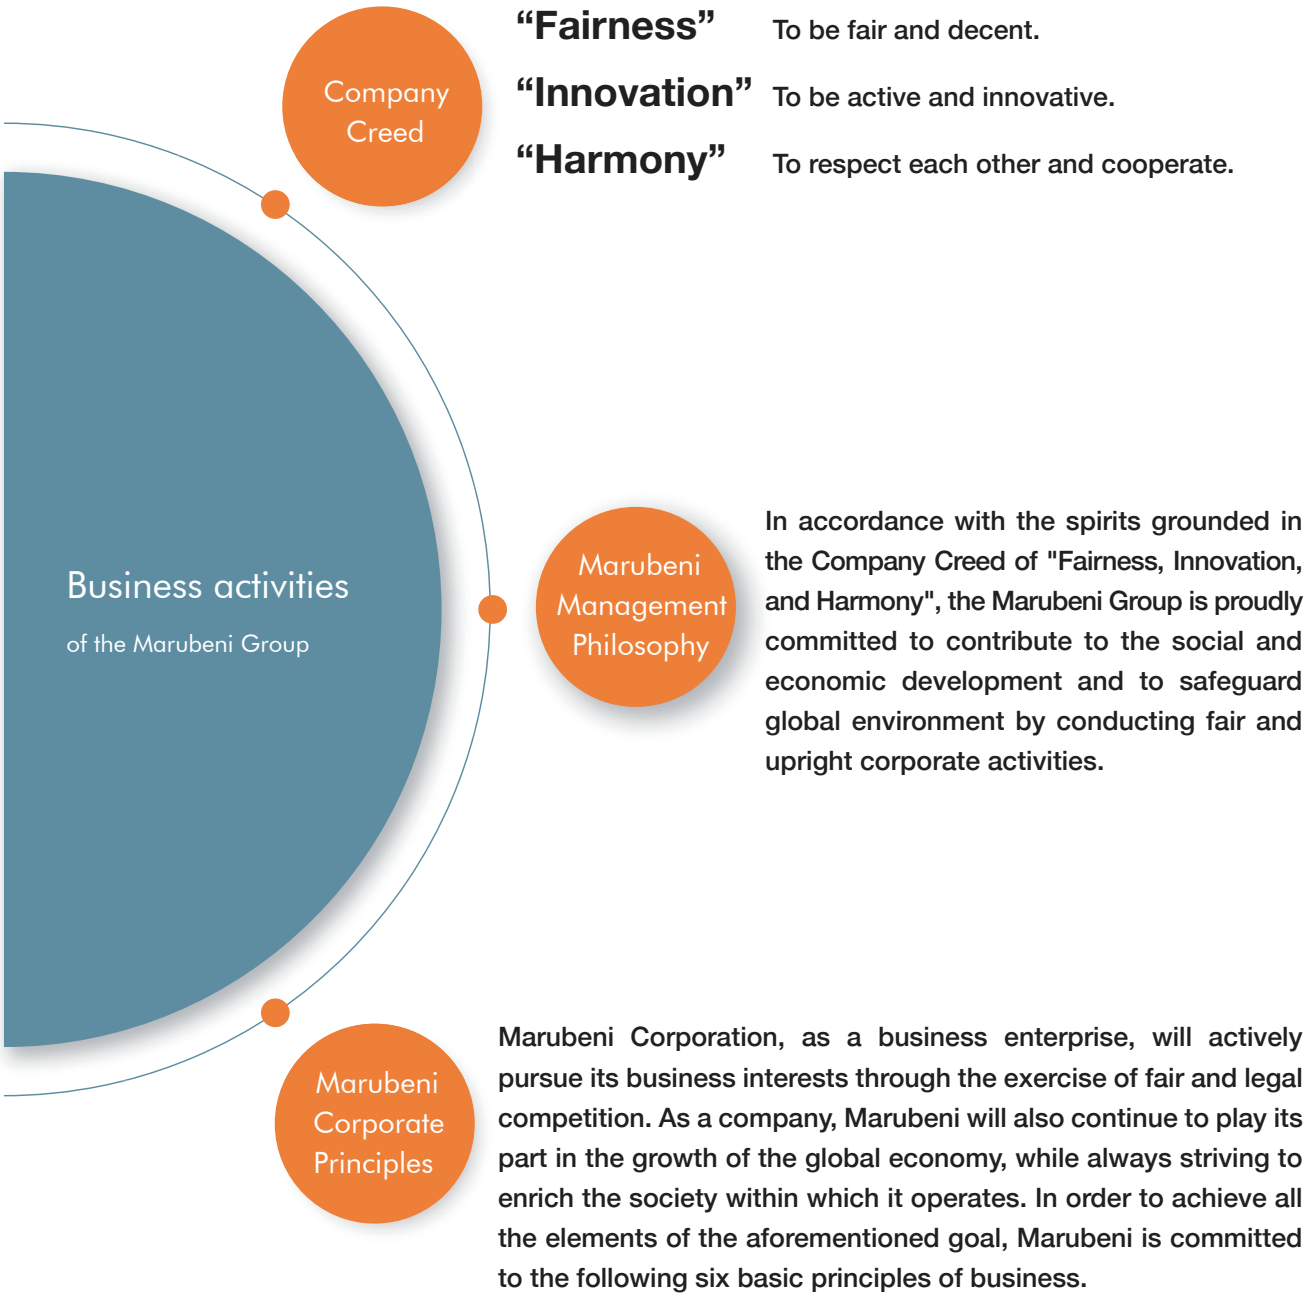 Company
Creed
“Fairness” To be fair and decent.
“Innovation” To be active and innovative.
“Harmony” To respect each other and cooperate.
Business activities
of the Marubeni Group
Marubeni
Management
Philosophy
In accordance with the spirits grounded in
the Company Creed of "Fairness, Innovation,
and Harmony", the Marubeni Group is proudly
committed to contribute to the social and
economic development and to safeguard
global environment by conducting fair and
upright corporate activities.
Marubeni
Corporate
Principles
Marubeni Corporation, as a business enterprise, will actively
pursue its business interests through the exercise of fair and legal
competition. As a company, Marubeni will also continue to play its
part in the growth of the global economy, while always striving to
enrich the society within which it operates. In order to achieve all
the elements of the aforementioned goal, Marubeni is committed
to the following six basic principles of business.